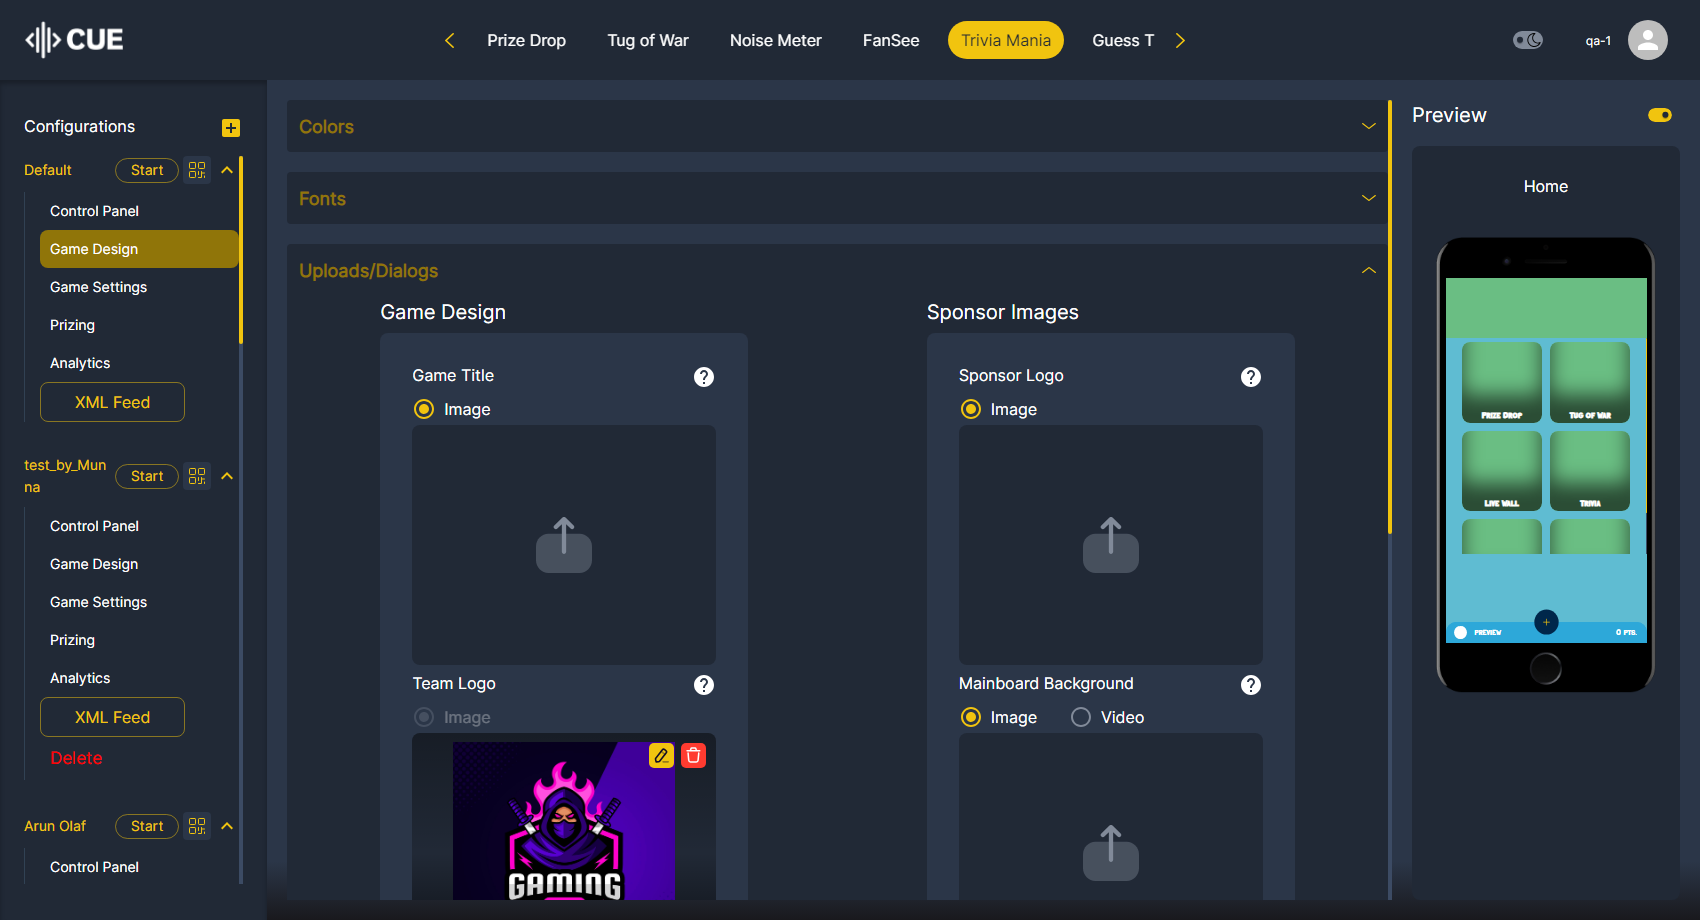 CUE
Prize Drop
Tug of War
Noise Meter
FanSee
Trivia Mania
Guess T
qa-1
Configurations
Default
Start
Control Panel
Game Design
Game Settings
Prizing
Analytics
XML Feed
test_by_Mun
na
Start
Control Panel
Game Design
Game Settings
Prizing
Analytics
XML Feed
Delete
Arun Olaf
Start
Control Panel
Colors
Fonts
Uploads/Dialogs
Game Design
Game Title
Image
Team Logo
Image
GAMING
Sponsor Images
Sponsor Logo
Image
Mainboard Background
Image
Video
Preview
Home
Prize Drop
Tug of War
Live Wall
Trivia
Preview
0 pts.